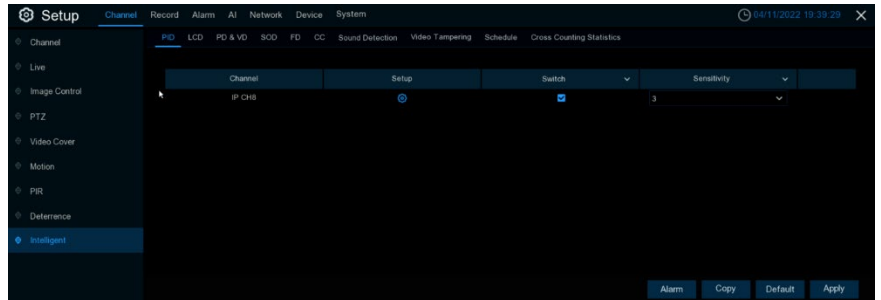 Setup Channel Record Alarm AI Network Device System 04/11/2022 19:39:29
PID LCD PD & VD SOD FD CC Sound Detection Video Tampering Schedule Cross Counting Statistics
Channel
Live
Image Control
PTZ
Video Cover
Motion
PIR
Deterrence
Intelligent
Channel Setup Switch Sensitivity
IP CH8 3
Alarm Copy Default Apply